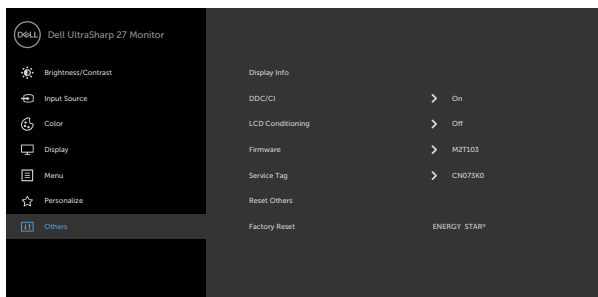 DELL Dell UltraSharp 27 Monitor
Brightness/Contrast
Display Info
Input Source
DDC/CI
On
Color
LCD Conditioning
Off
Display
Firmware
M2T103
Menu
Service Tag
CN073K0
Personalize
Reset Others
Others
Factory Reset
ENERGY STAR®